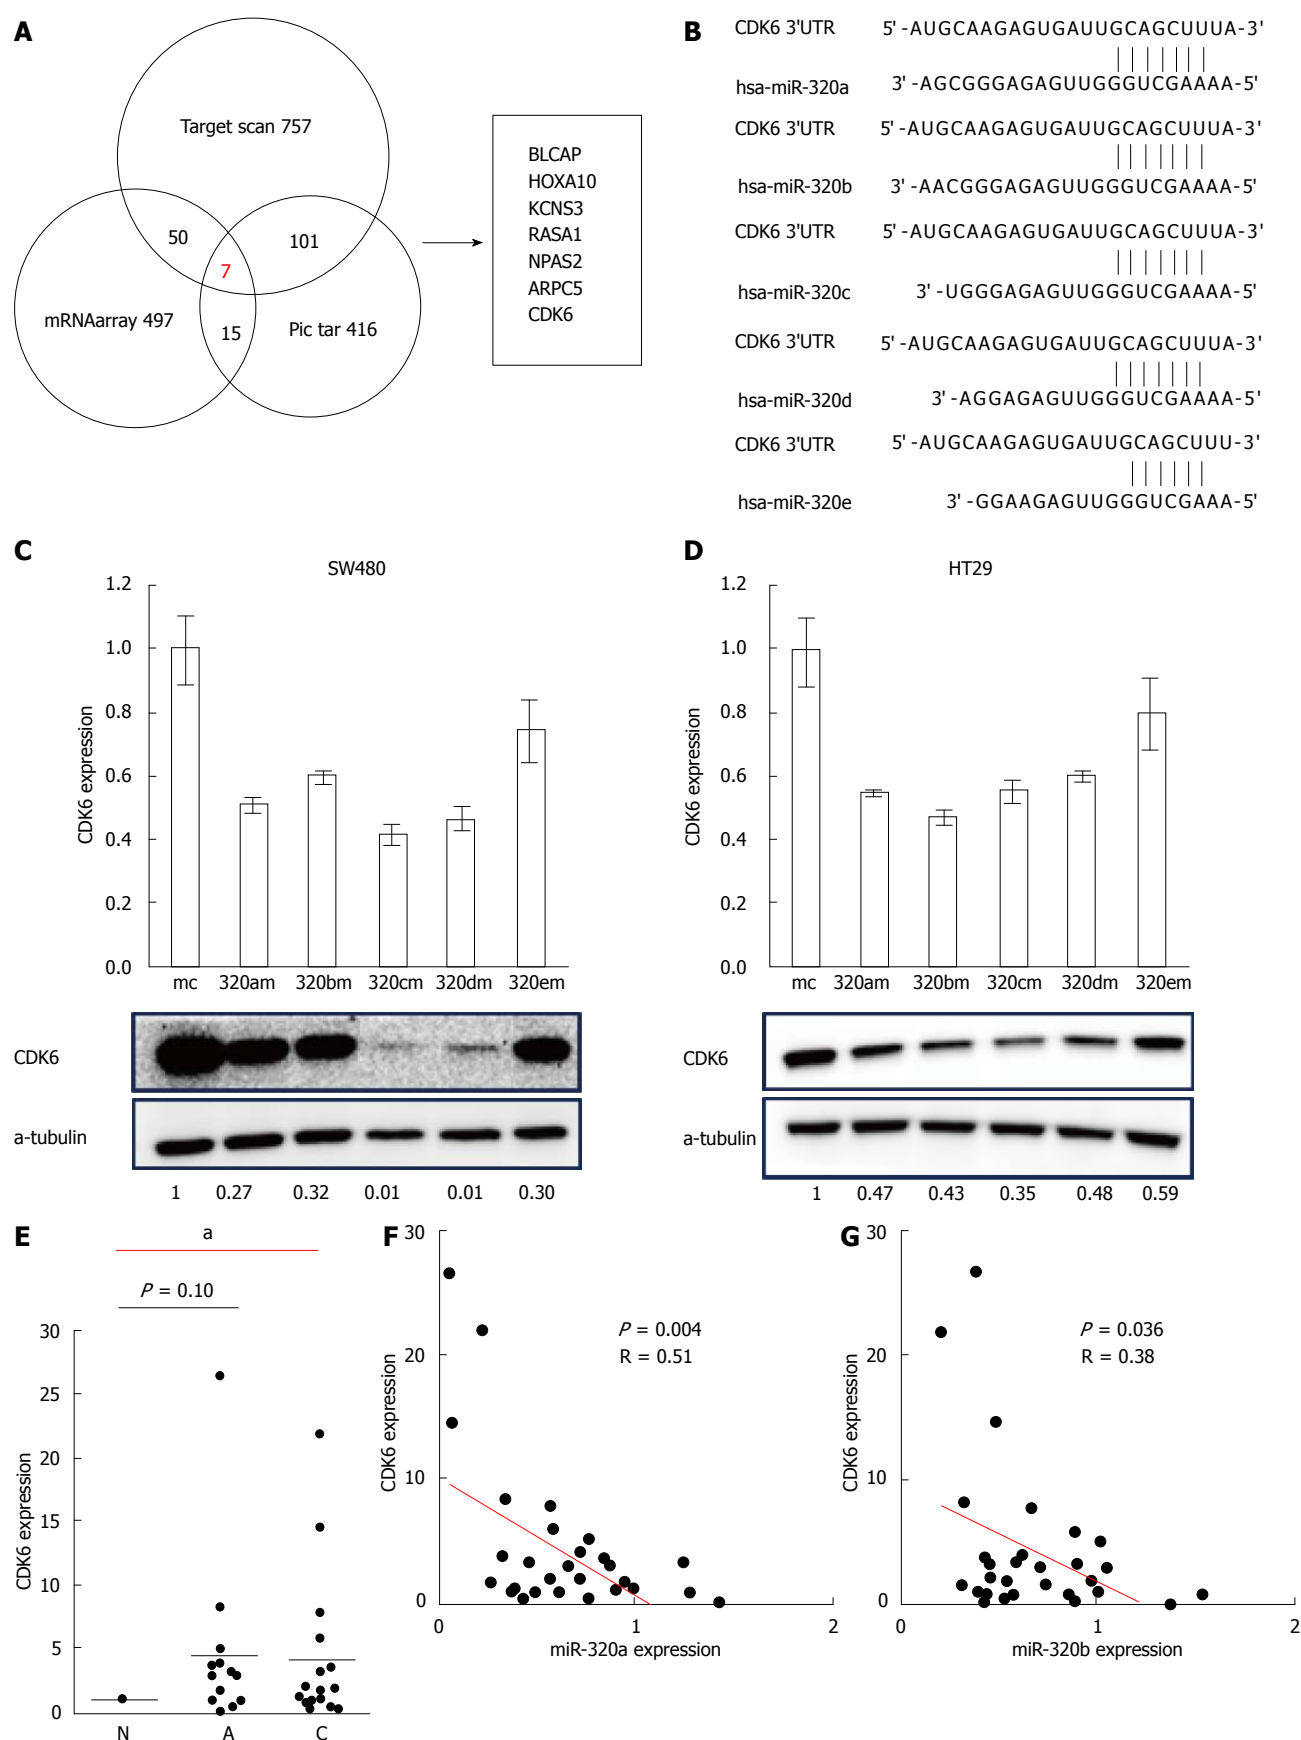 A
Target scan 757
50
101
7
mRNAarray 497
15
Pic tar 416
BLCAP
HOXA10
KCNS3
RASA1
NPAS2
ARPC5
CDK6
B
CDK6 3'UTR 5' -AUGCAAGAGUGAUUGCAGCUUUA-3'
hsa-miR-320a 3' -AGCGGGAGAGUUGGGUCGAAAA-5'
CDK6 3'UTR 5' -AUGCAAGAGUGAUUGCAGCUUUA-3'
hsa-miR-320b 3' -AACGGGAGAGUUGGGUCGAAAA-5'
CDK6 3'UTR 5' -AUGCAAGAGUGAUUGCAGCUUUA-3'
hsa-miR-320c 3' -UGGGAGAGUUGGGUCGAAAA-5'
CDK6 3'UTR 5' -AUGCAAGAGUGAUUGCAGCUUUA-3'
hsa-miR-320d 3' -AGGAGAGUUGGGUCGAAAA-5'
CDK6 3'UTR 5' -AUGCAAGAGUGAUUGCAGCUUU-3'
hsa-miR-320e 3' -GGAAGAGUUGGGUCGAAA-5'
C
SW480
CDK6 expression
1.2
1.0
0.8
0.6
0.4
0.2
0.0
mc 320am 320bm 320cm 320dm 320em
CDK6
a-tubulin
1 0.27 0.32 0.01 0.01 0.30
D
HT29
CDK6 expression
1.2
1.0
0.8
0.6
0.4
0.2
0.0
mc 320am 320bm 320cm 320dm 320em
CDK6
a-tubulin
1 0.47 0.43 0.35 0.48 0.59
E
a
P = 0.10
CDK6 expression
30
25
20
15
10
5
0
N A C
F
CDK6 expression
30
20
10
0
P = 0.004
R = 0.51
0 1 2
miR-320a expression
G
CDK6 expression
30
20
10
0
P = 0.036
R = 0.38
0 1 2
miR-320b expression